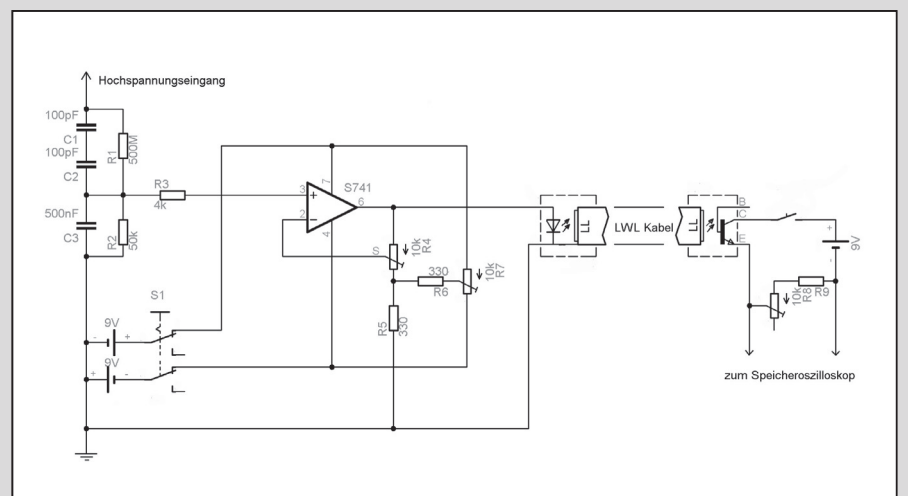 Hochspannungseingang
100pF
C1
100pF
C2
R1
500M
R3
4k
500nF
C3
R2
50k
S741
3
+
2
−
7
6
4
S
10k
R4
330
R6
10k
R7
R5
330
S1
9V
-
+
9V
+
-
LL
LWL Kabel
LL
B
C
E
+
9V
-
10k
R8
R9
zum Speicheroszilloskop